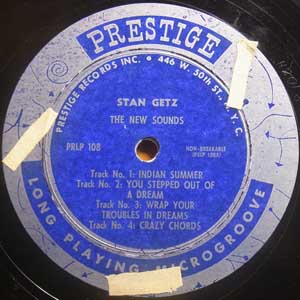 PRESTIGE
PRESTIGE RECORDS INC. • 446 W. 50th ST., N.Y.C.
STAN GETZ
THE NEW SOUNDS
PRLP 108
NON-BREAKABLE
(PRLP 108A)
Track No. 1: INDIAN SUMMER
Track No. 2: YOU STEPPED OUT OF
A DREAM
Track No. 3: WRAP YOUR
TROUBLES IN DREAMS
Track No. 4: CRAZY CHORDS
LONG PLAYING MICROGROOVE